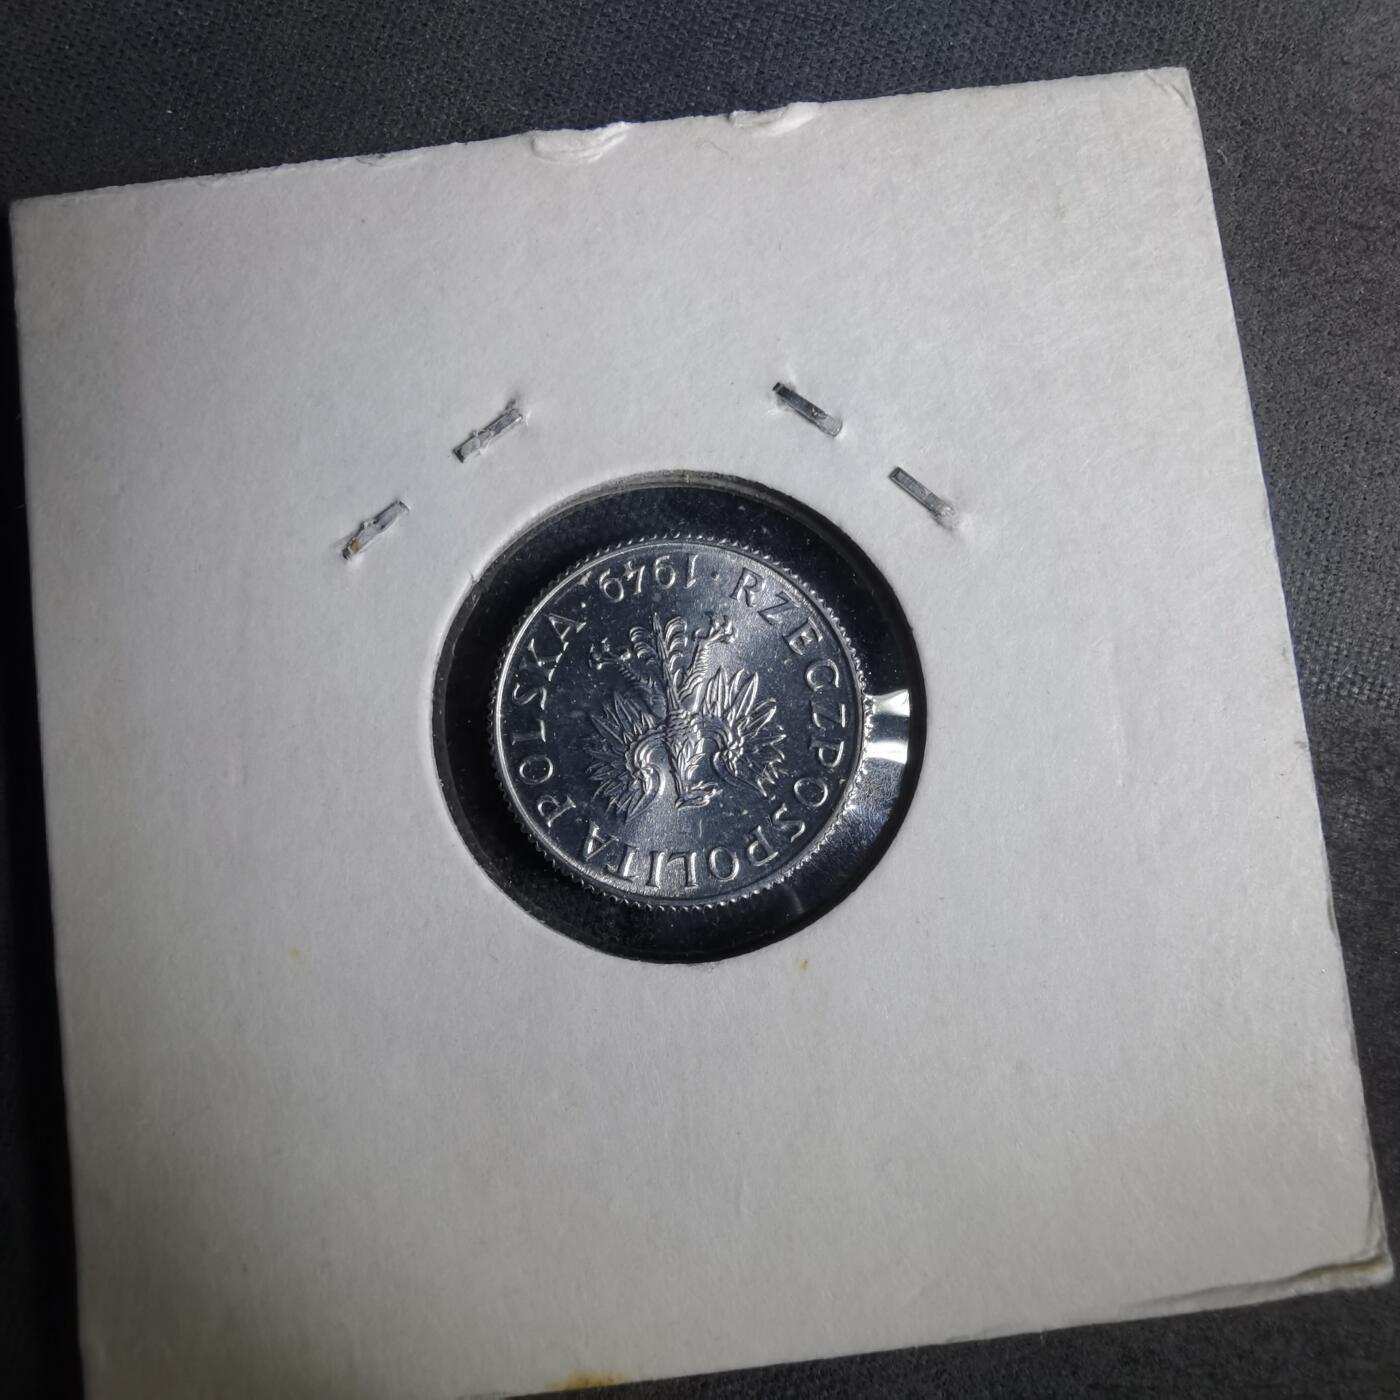 RZECZPOSPOLITA POLSKA · 1949 ·